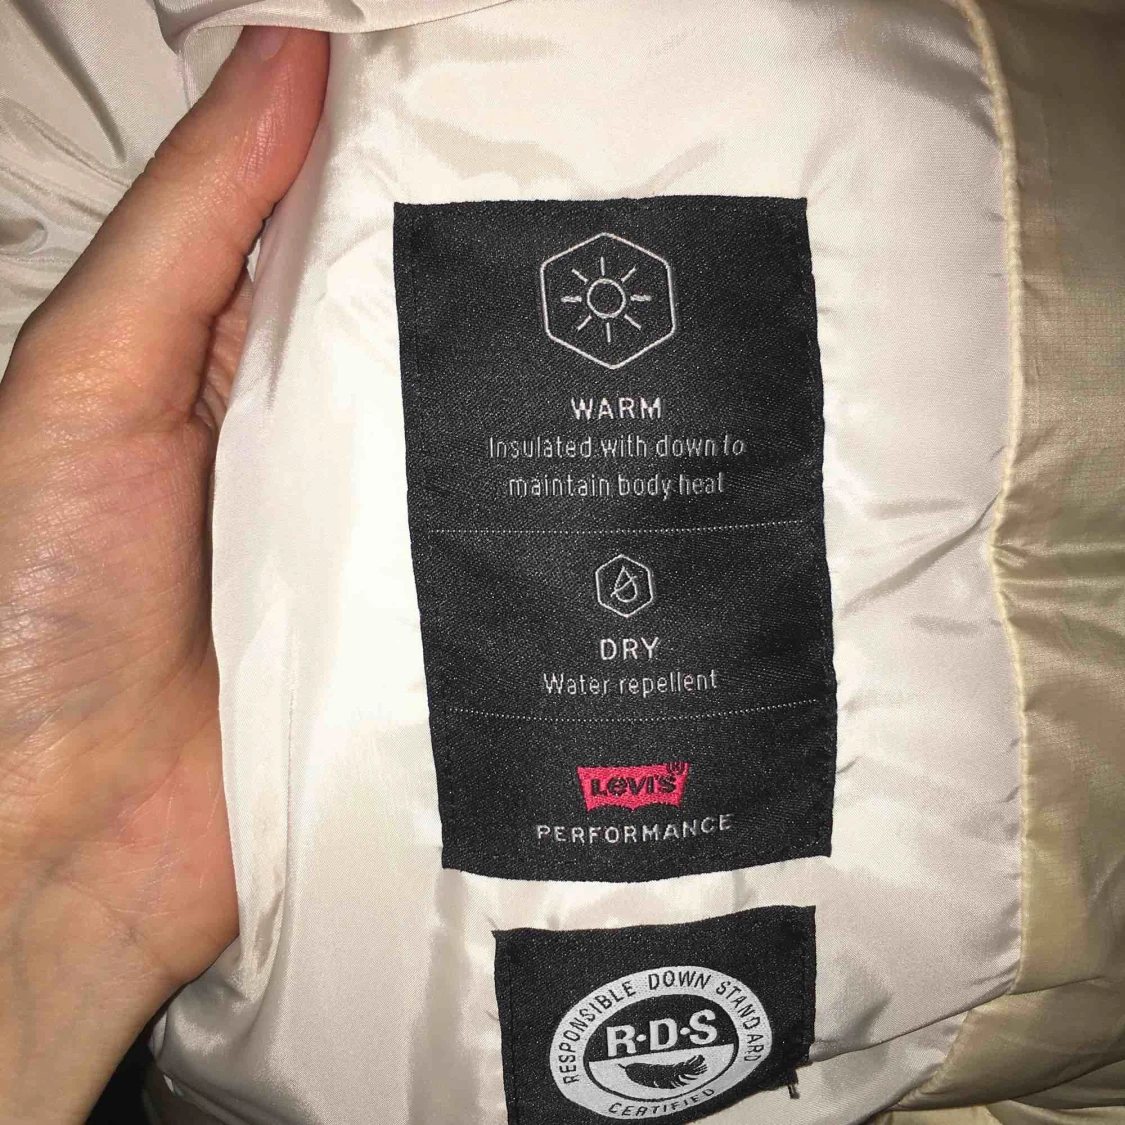 WARM
Insulated with down to
maintain body heat
DRY
Water repellent
Levi's®
PERFORMANCE
RESPONSIBLE DOWN STANDARD
R·D·S
CERTIFIED